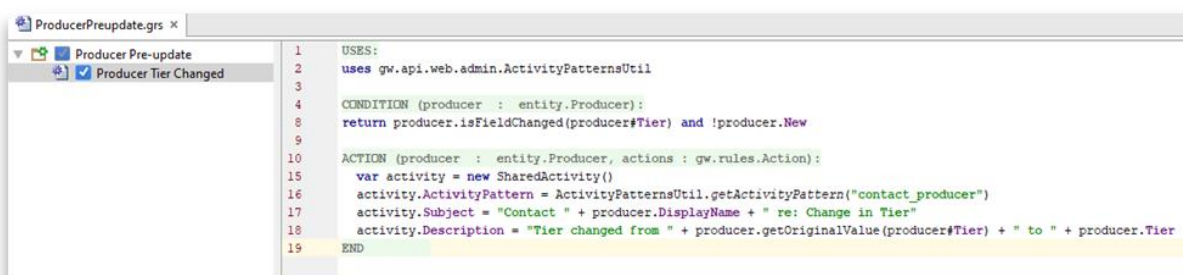 ProducerPreupdate.grs ×
Producer Pre-update
Producer Tier Changed
1 USES:
2 uses gw.api.web.admin.ActivityPatternsUtil
3
4 CONDITION (producer : entity.Producer):
8 return producer.isFieldChanged(producer#Tier) and !producer.New
9
10 ACTION (producer : entity.Producer, actions : gw.rules.Action):
15 var activity = new SharedActivity()
16 activity.ActivityPattern = ActivityPatternsUtil.getActivityPattern("contact_producer")
17 activity.Subject = "Contact " + producer.DisplayName + " re: Change in Tier"
18 activity.Description = "Tier changed from " + producer.getOriginalValue(producer#Tier) + " to " + producer.Tier
19 END